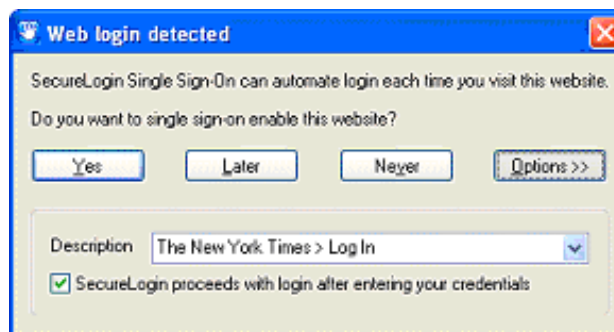 Web login detected
SecureLogin Single Sign-On can automate login each time you visit this website.
Do you want to single sign-on enable this website?
Yes Later Never Options >>
Description The New York Times > Log In
SecureLogin proceeds with login after entering your credentials